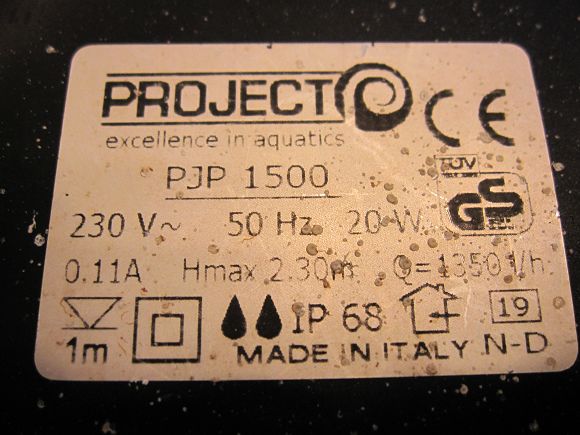 PROJECT CE
excellence in aquatics
PJP 1500 TÜV GS
230 V~ 50 Hz 20 W
0.11A Hmax 2.30m Q=1350 l/h
1m IP 68 19
MADE IN ITALY N-D